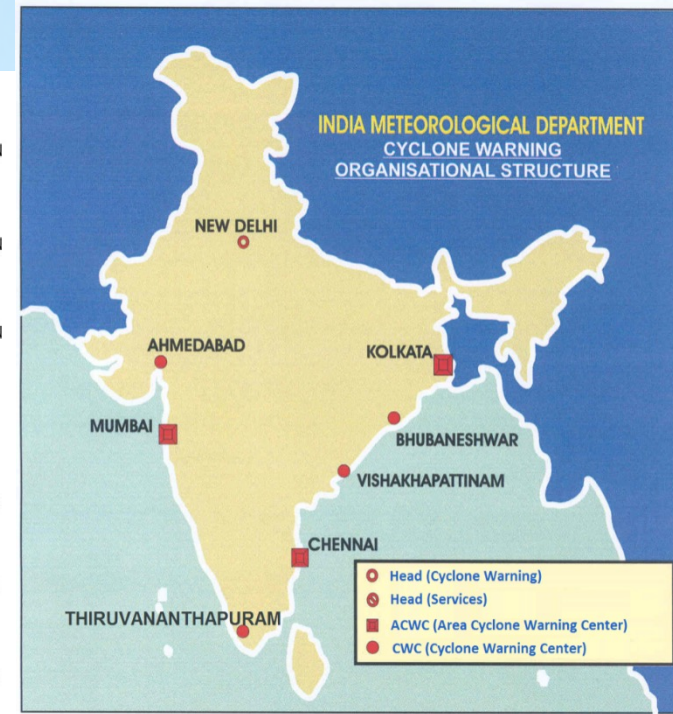 INDIA METEOROLOGICAL DEPARTMENT
CYCLONE WARNING
ORGANISATIONAL STRUCTURE
NEW DELHI
AHMEDABAD
KOLKATA
MUMBAI
BHUBANESHWAR
VISHAKHAPATTINAM
CHENNAI
THIRUVANANTHAPURAM
Head (Cyclone Warning)
Head (Services)
ACWC (Area Cyclone Warning Center)
CWC (Cyclone Warning Center)